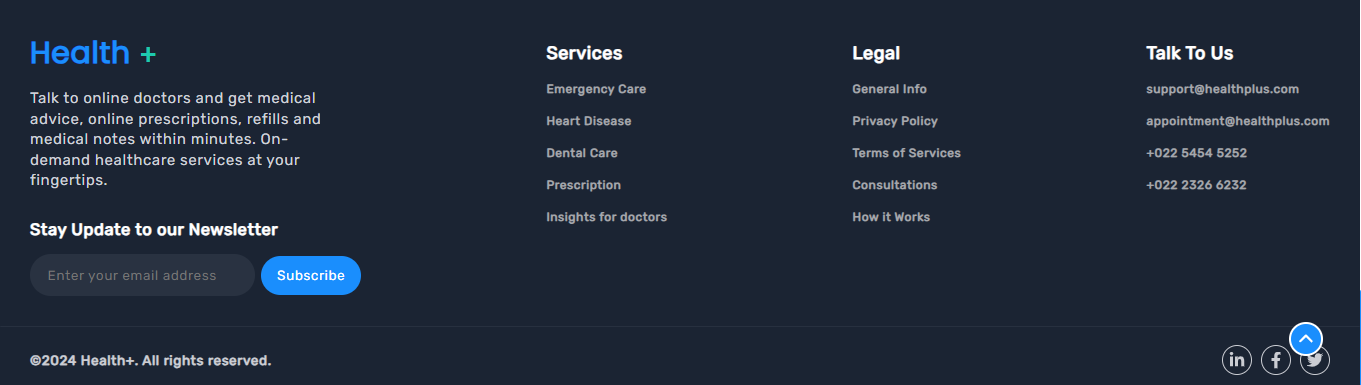 Health +
Talk to online doctors and get medical
advice, online prescriptions, refills and
medical notes within minutes. On-
demand healthcare services at your
fingertips.
Stay Update to our Newsletter
Enter your email address
Subscribe
Services
Emergency Care
Heart Disease
Dental Care
Prescription
Insights for doctors
Legal
General Info
Privacy Policy
Terms of Services
Consultations
How it Works
Talk To Us
support@healthplus.com
appointment@healthplus.com
+022 5454 5252
+022 2326 6232
©2024 Health+. All rights reserved.